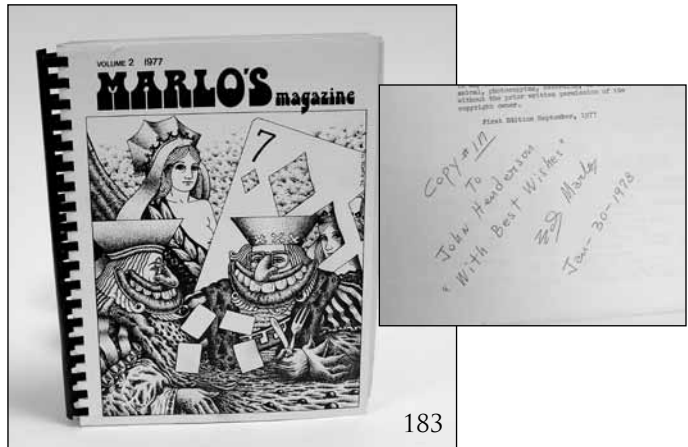 VOLUME 2 1977
MARLO'S magazine
7
without the prior written permission of the
copyright owner.
First Edition September, 1977
Copy #
To
John Henderson
"With Best Wishes"
Ed Marlo
Jan-30-1978
183